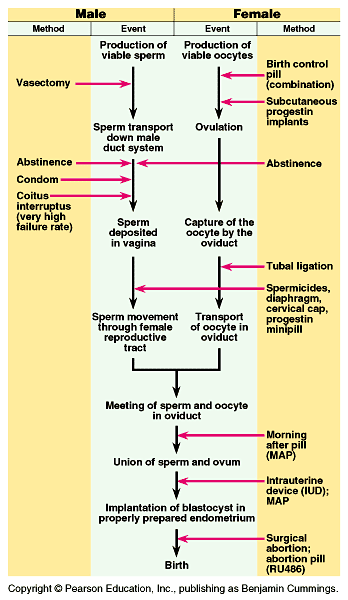 Male
Female
Method
Event
Event
Method
Production of
viable sperm
Production of
viable oocytes
Birth control
pill
(combination)
Vasectomy
Subcutaneous
progestin
implants
Sperm transport
down male
duct system
Ovulation
Abstinence
Abstinence
Condom
Coitus
interruptus
(very high
failure rate)
Sperm
deposited
in vagina
Capture of the
oocyte by the
oviduct
Tubal ligation
Spermicides,
diaphragm,
cervical cap,
progestin
minipill
Sperm movement
through female
reproductive
tract
Transport
of oocyte in
oviduct
Meeting of sperm and oocyte
in oviduct
Morning
after pill
(MAP)
Union of sperm and ovum
Intrauterine
device (IUD);
MAP
Implantation of blastocyst in
properly prepared endometrium
Surgical
abortion;
abortion pill
(RU486)
Birth
Copyright © Pearson Education, Inc., publishing as Benjamin Cummings.